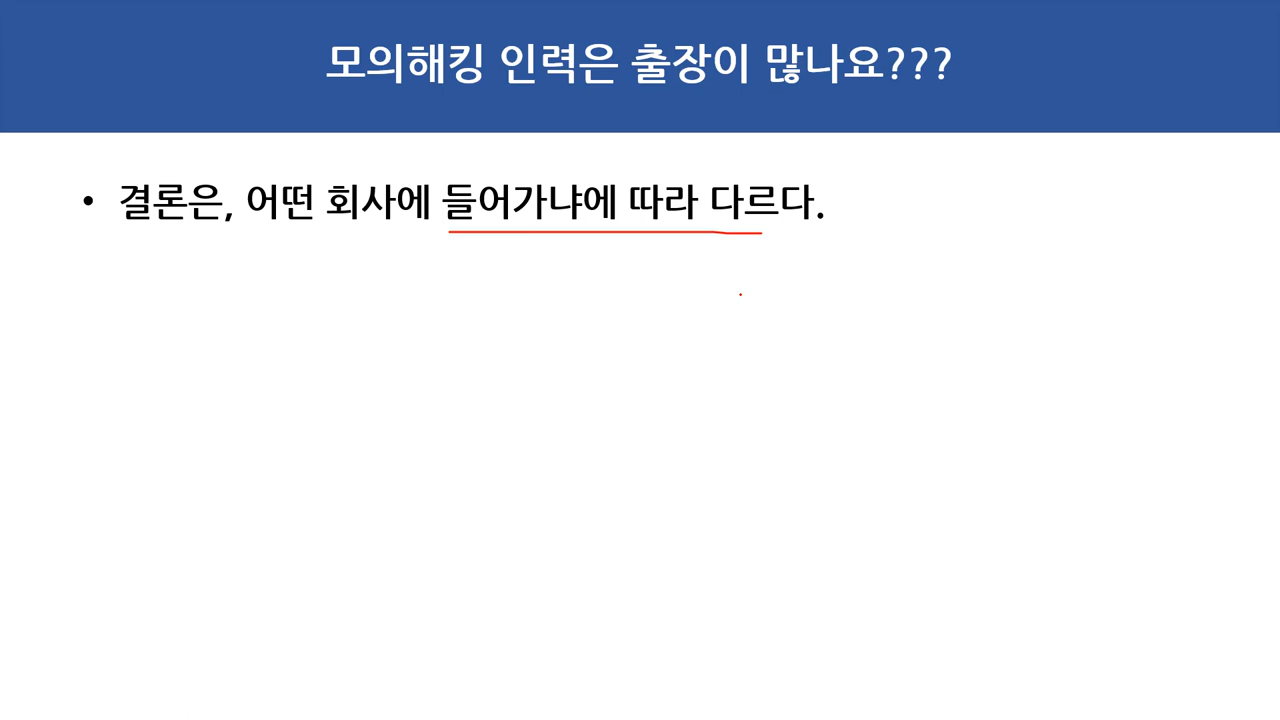 모의해킹 인력은 출장이 많나요???
• 결론은, 어떤 회사에 들어가냐에 따라 다르다.